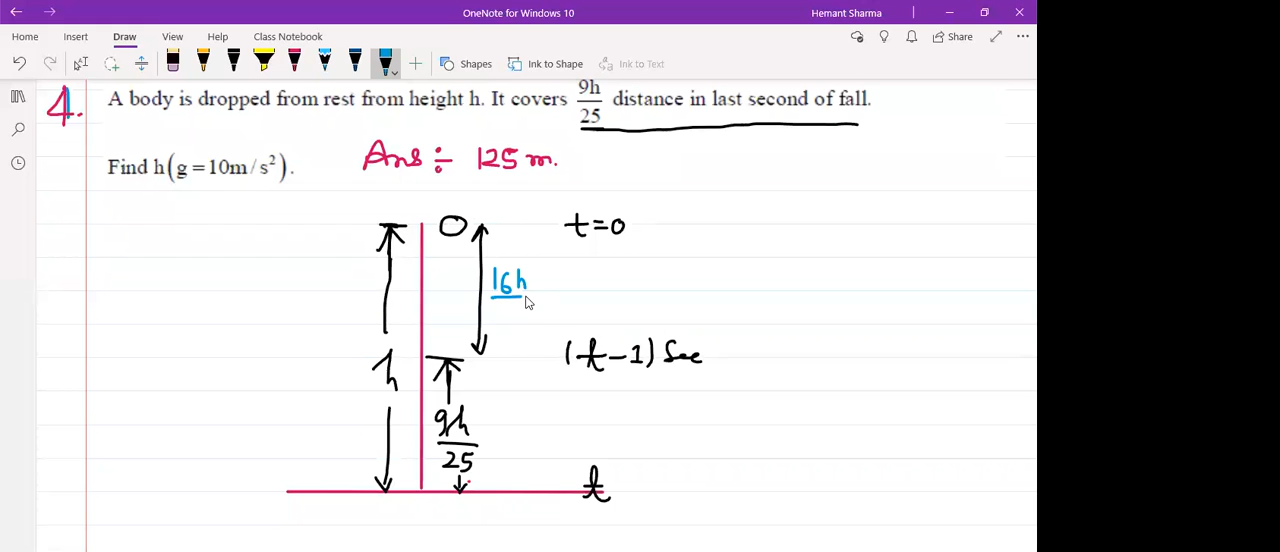 OneNote for Windows 10
Hemant Sharma
Home Insert Draw View Help Class Notebook
Share
Shapes Ink to Shape Ink to Text
4. A body is dropped from rest from height h. It covers 9h/25 distance in last second of fall.
Find h(g = 10m/s²). Ans ÷ 125 m.
t=0
16h
(t-1) Sec
h
9h
25
t